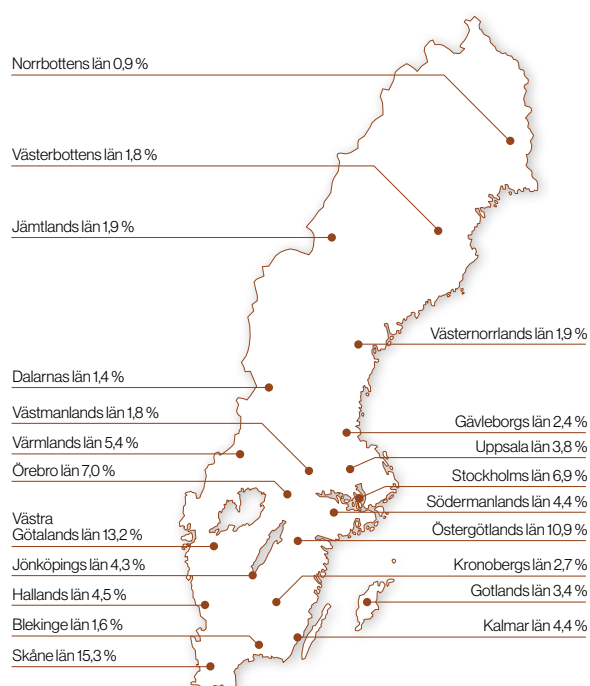 Norrbottens län 0,9 %
Västerbottens län 1,8 %
Jämtlands län 1,9 %
Västernorrlands län 1,9 %
Dalarnas län 1,4 %
Västmanlands län 1,8 %
Gävleborgs län 2,4 %
Värmlands län 5,4 %
Uppsala län 3,8 %
Örebro län 7,0 %
Stockholms län 6,9 %
Södermanlands län 4,4 %
Västra
Götalands län 13,2 %
Östergötlands län 10,9 %
Jönköpings län 4,3 %
Kronobergs län 2,7 %
Hallands län 4,5 %
Gotlands län 3,4 %
Blekinge län 1,6 %
Kalmar län 4,4 %
Skåne län 15,3 %